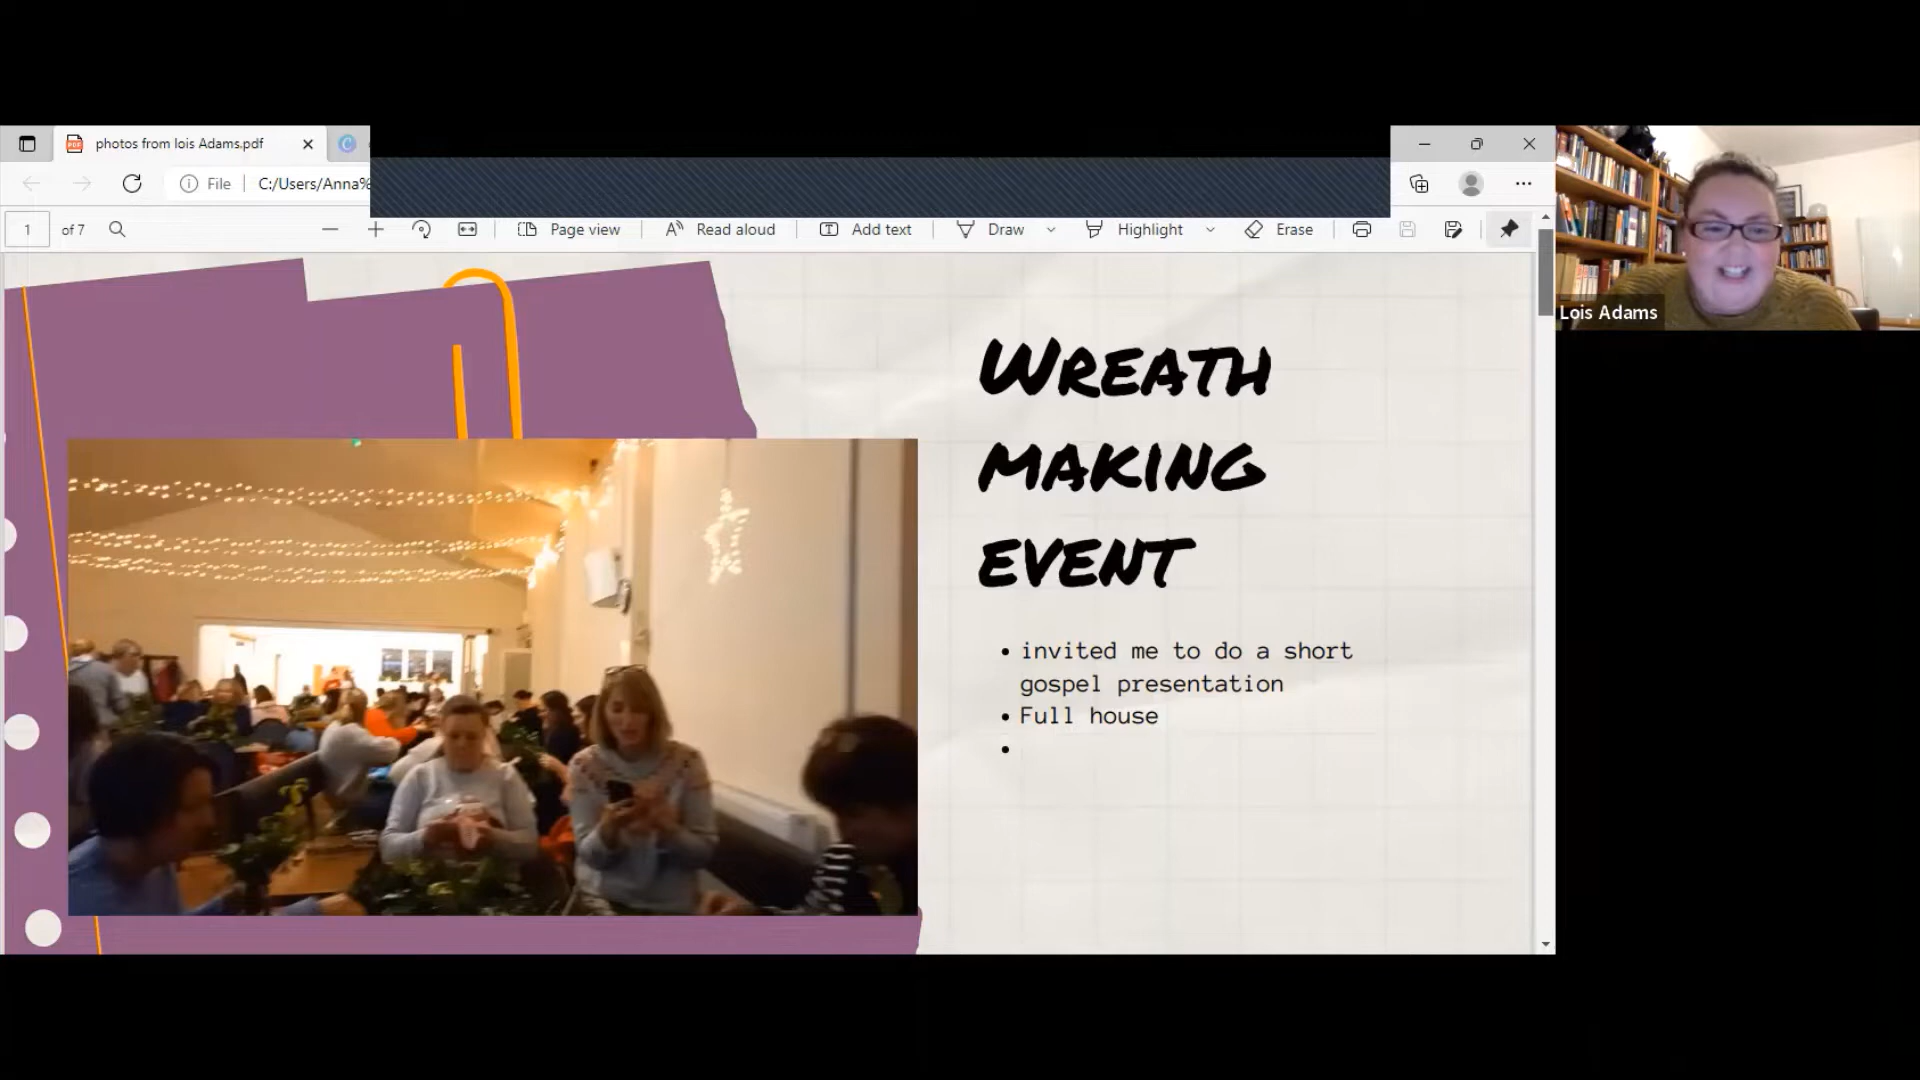 photos from lois Adams.pdf
File
C:/Users/Anna%
1
of 7
Page view
Read aloud
Add text
Draw
Highlight
Erase
Lois Adams
WREATH
MAKING
EVENT
• invited me to do a short
gospel presentation
• Full house
•